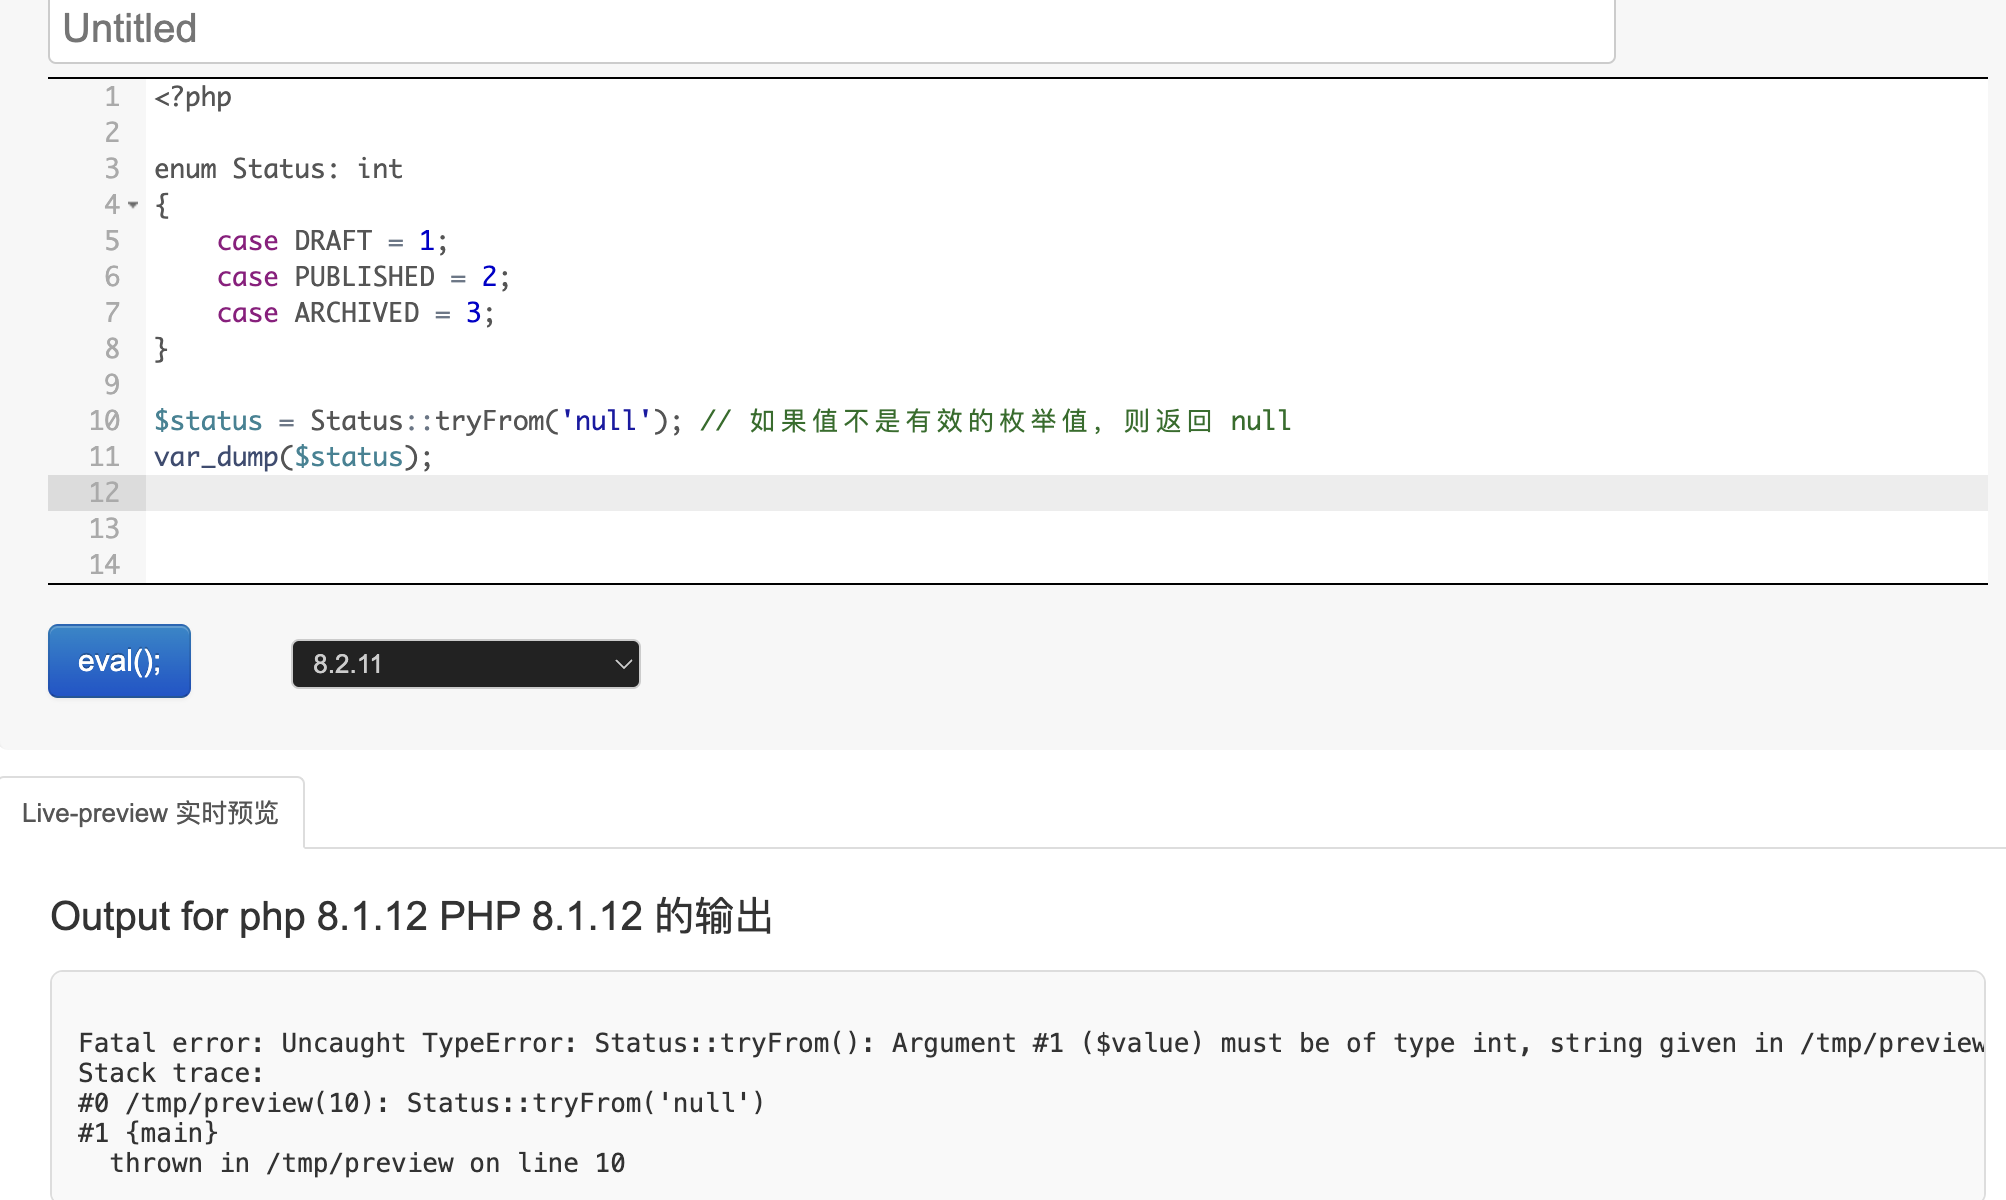 Untitled
1 <?php
2
3 enum Status: int
4 {
5     case DRAFT = 1;
6     case PUBLISHED = 2;
7     case ARCHIVED = 3;
8 }
9
10 $status = Status::tryFrom('null'); // 如果值不是有效的枚举值，则返回 null
11 var_dump($status);
12
13
14
eval();
8.2.11
Live-preview 实时预览
Output for php 8.1.12 PHP 8.1.12 的输出
Fatal error: Uncaught TypeError: Status::tryFrom(): Argument #1 ($value) must be of type int, string given in /tmp/preview
Stack trace:
#0 /tmp/preview(10): Status::tryFrom('null')
#1 {main}
  thrown in /tmp/preview on line 10